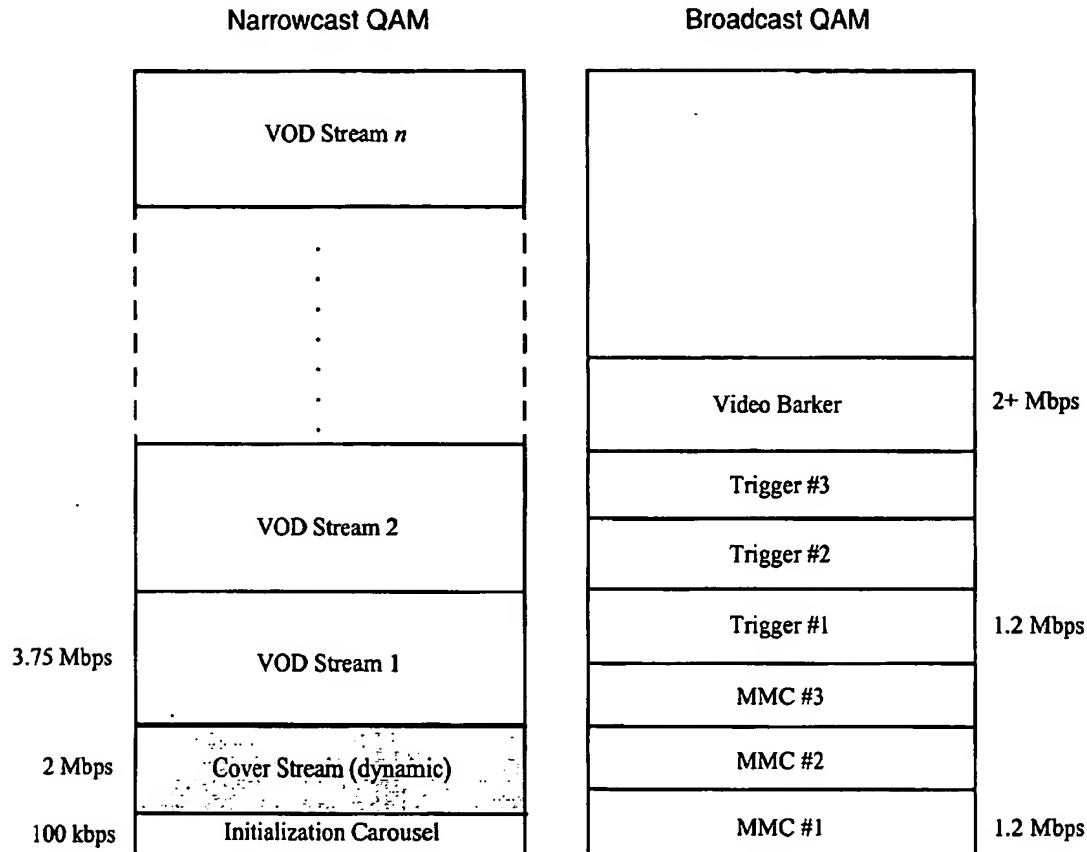 Narrowcast QAM
VOD Stream n
VOD Stream 2
3.75 Mbps
VOD Stream 1
2 Mbps
Cover Stream (dynamic)
100 kbps
Initialization Carousel
Broadcast QAM
Video Barker
2+ Mbps
Trigger #3
Trigger #2
Trigger #1
1.2 Mbps
MMC #3
MMC #2
MMC #1
1.2 Mbps